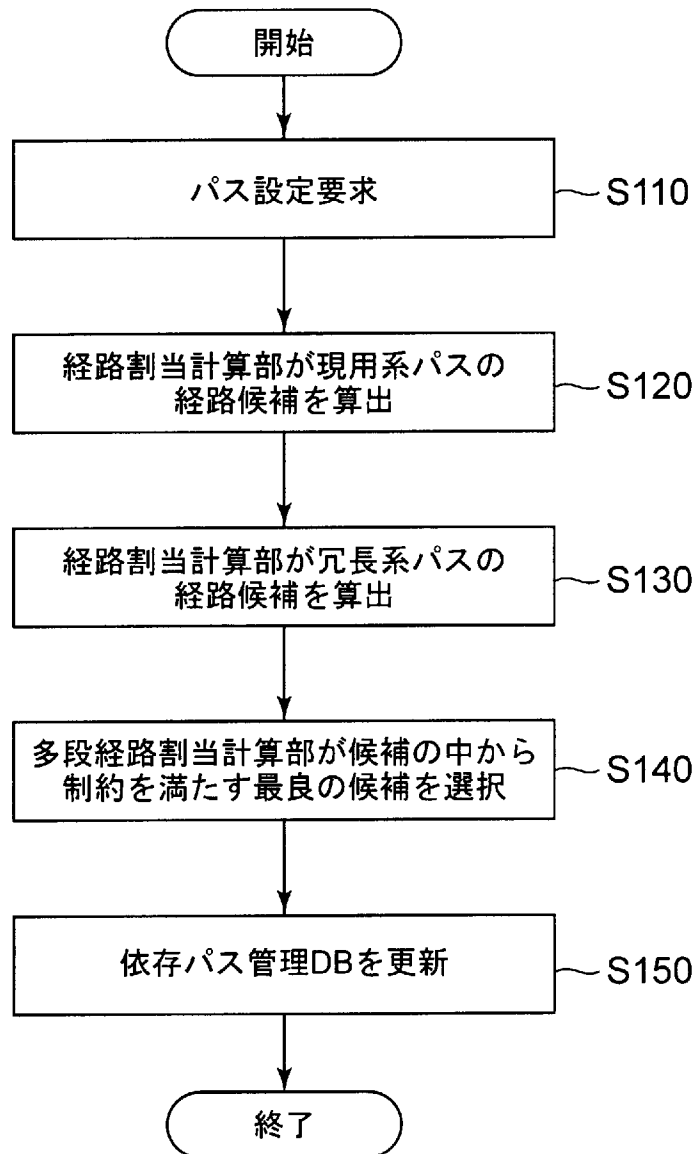 開始
パス設定要求
S110
経路割当計算部が現用系パスの
経路候補を算出
S120
経路割当計算部が冗長系パスの
経路候補を算出
S130
多段経路割当計算部が候補の中から
制約を満たす最良の候補を選択
S140
依存パス管理DBを更新
S150
終了